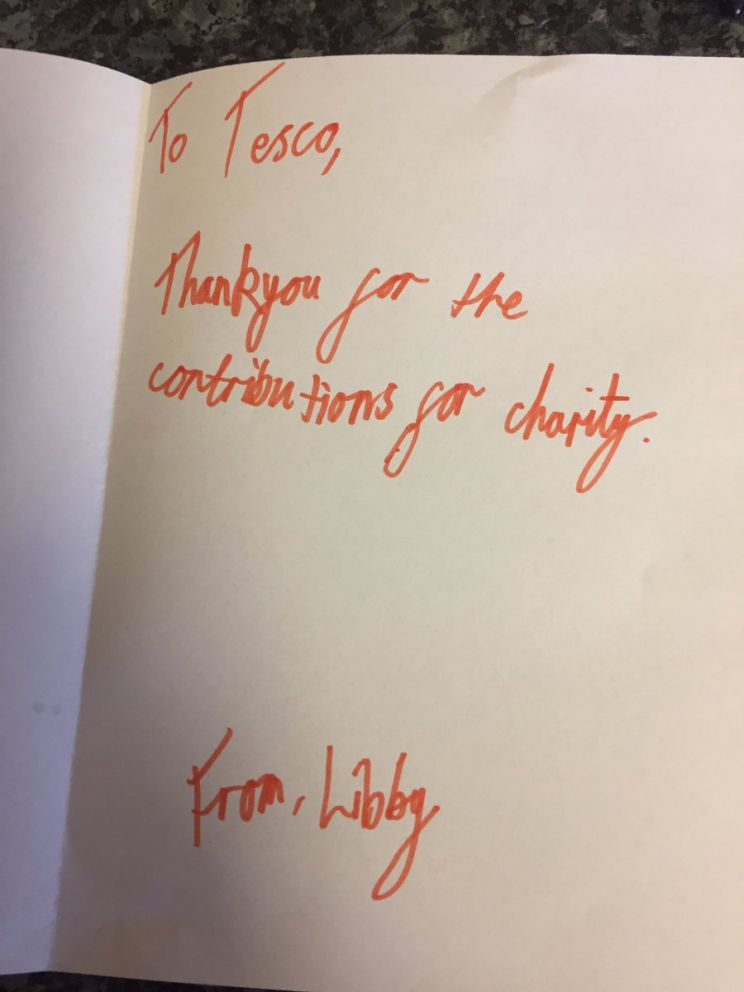 To Tesco,
Thankyou for the
contributions for charity.
From, Libby